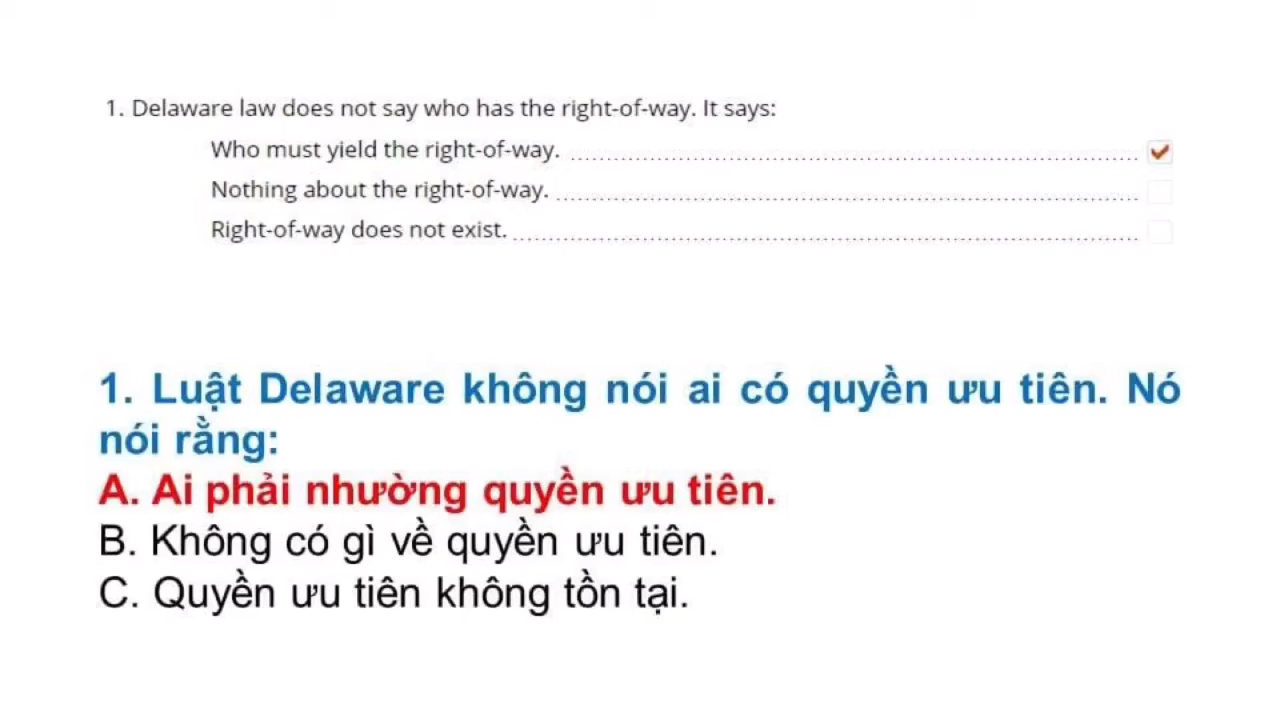 1. Delaware law does not say who has the right-of-way. It says:
Who must yield the right-of-way.
Nothing about the right-of-way.
Right-of-way does not exist.
1. Luật Delaware không nói ai có quyền ưu tiên. Nó
nói rằng:
A. Ai phải nhường quyền ưu tiên.
B. Không có gì về quyền ưu tiên.
C. Quyền ưu tiên không tồn tại.